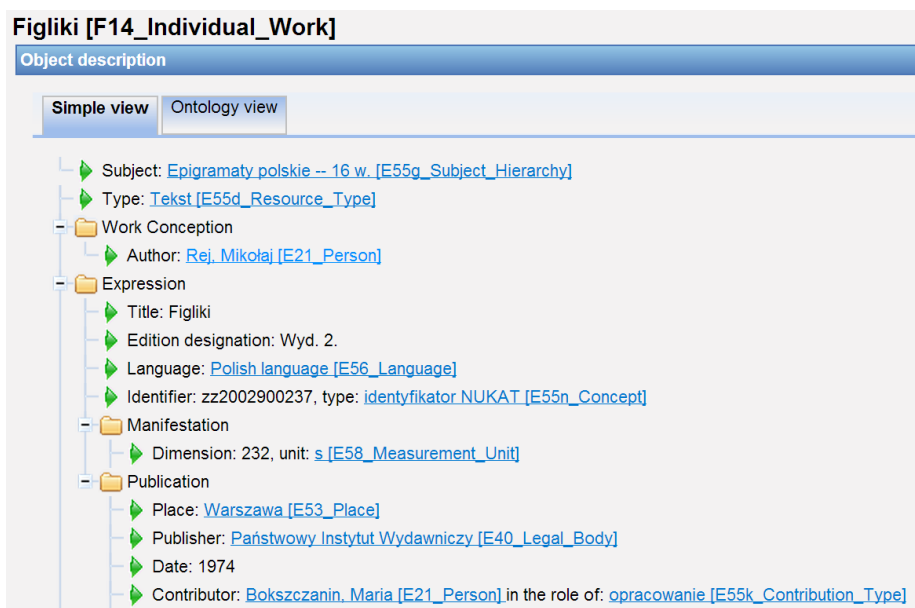 Figliki [F14_Individual_Work]
Object description
Simple view Ontology view
Subject: Epigramaty polskie -- 16 w. [E55g_Subject_Hierarchy]
Type: Tekst [E55d_Resource_Type]
Work Conception
Author: Rej, Mikołaj [E21_Person]
Expression
Title: Figliki
Edition designation: Wyd. 2.
Language: Polish language [E56_Language]
Identifier: zz2002900237, type: identyfikator NUKAT [E55n_Concept]
Manifestation
Dimension: 232, unit: s [E58_Measurement_Unit]
Publication
Place: Warszawa [E53_Place]
Publisher: Państwowy Instytut Wydawniczy [E40_Legal_Body]
Date: 1974
Contributor: Bokszczanin, Maria [E21_Person] in the role of: opracowanie [E55k_Contribution_Type]